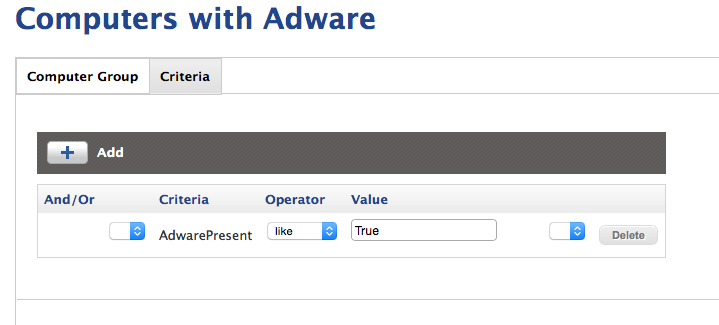 Computers with Adware
Computer Group Criteria
Add
And/Or Criteria Operator Value
AdwarePresent like True Delete